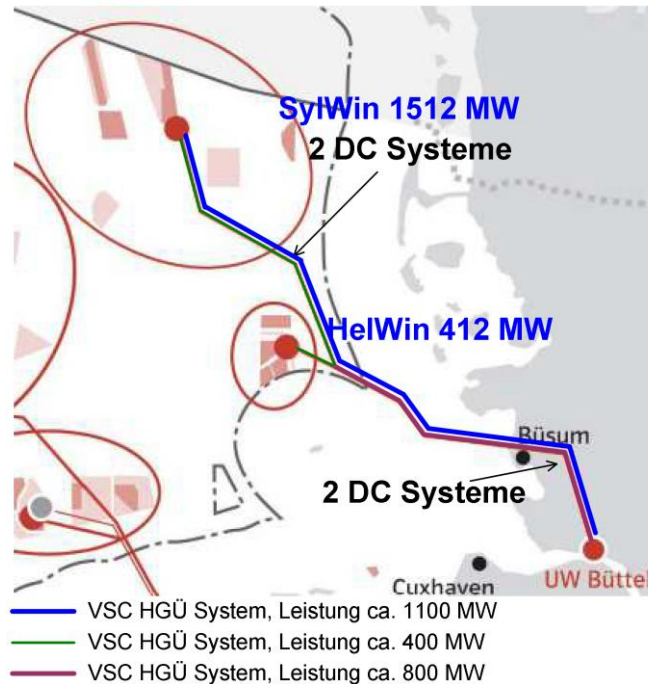 SylWin 1512 MW
2 DC Systeme
HelWin 412 MW
Büsum
2 DC Systeme
Cuxhaven
UW Büttel
VSC HGÜ System, Leistung ca. 1100 MW
VSC HGÜ System, Leistung ca. 400 MW
VSC HGÜ System, Leistung ca. 800 MW